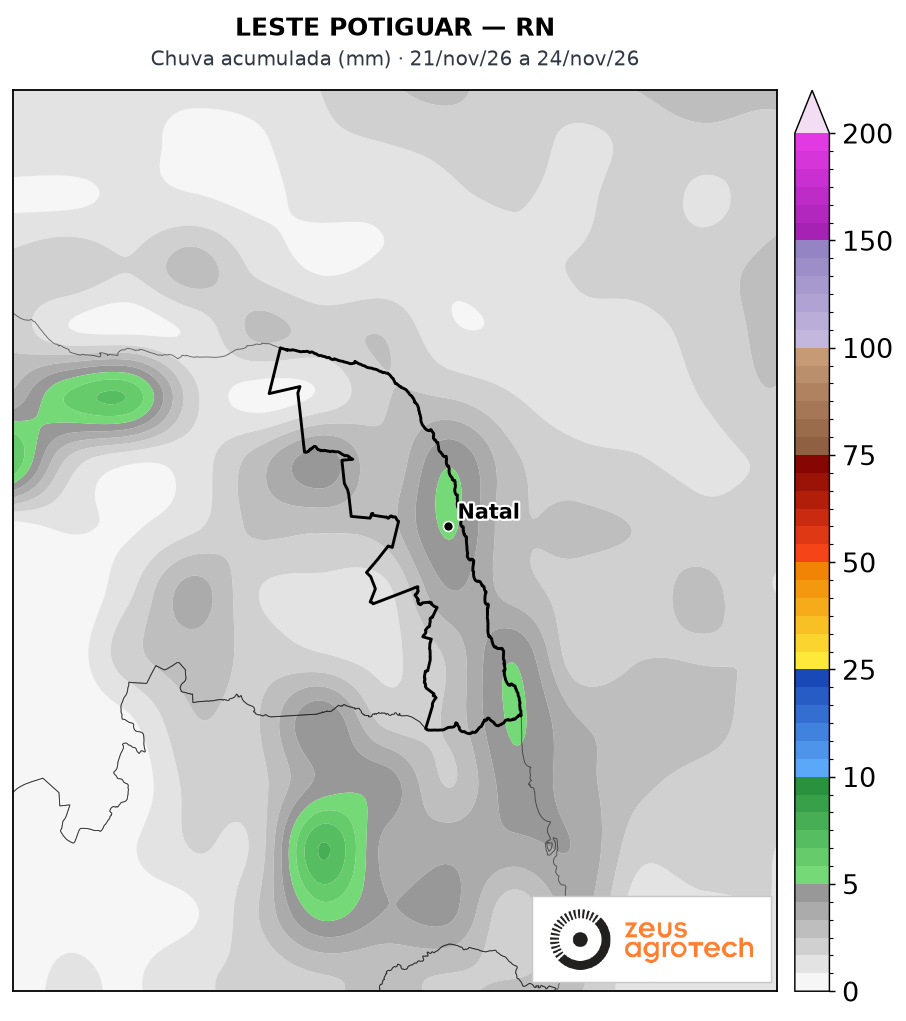 LESTE POTIGUAR — RN
Chuva acumulada (mm) · 21/nov/26 a 24/nov/26
200
150
100
75
50
25
10
5
0
Natal
zeus
agrotech